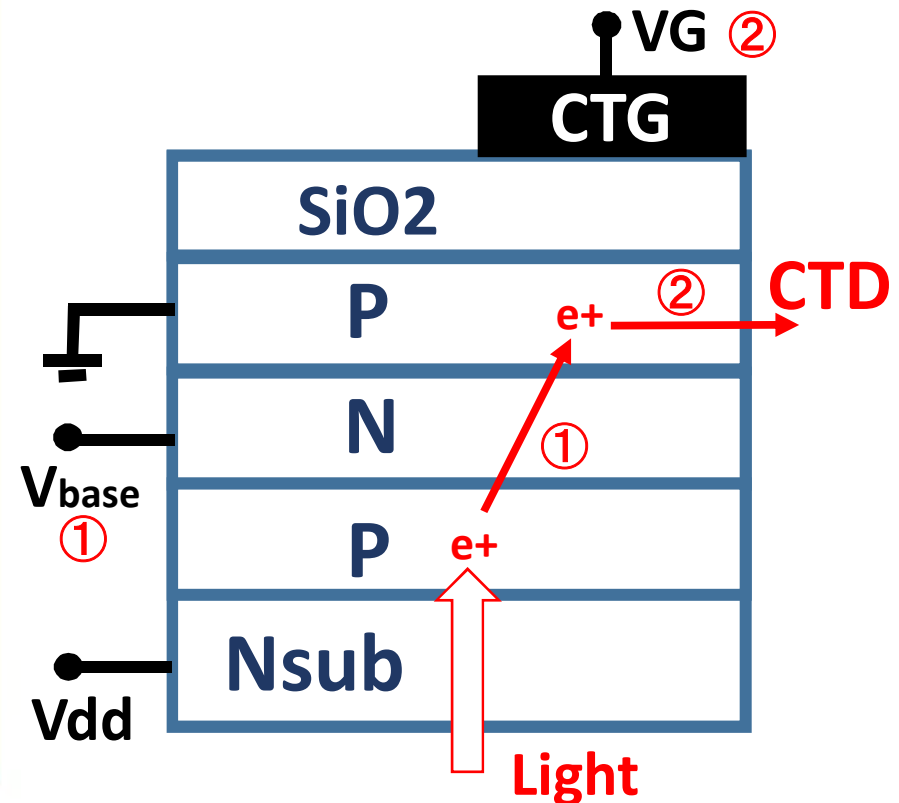 VG ②
CTG
SiO2
P
e+
②
CTD
N
①
Vbase
①
P
e+
Nsub
Vdd
Light